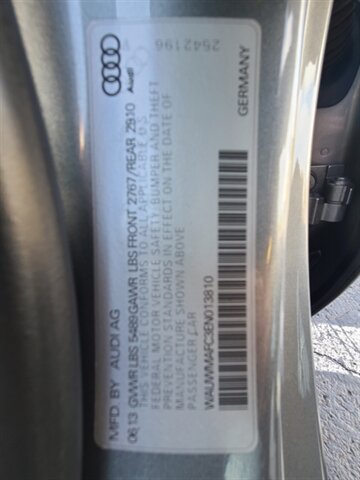 2542196
Audi
GERMANY
MFD. BY AUDI AG
06.13 GVWR LBS 5489 GAWR LBS FRONT 2767/REAR 2910
THIS VEHICLE CONFORMS TO ALL APPLICABLE U.S.
FEDERAL MOTOR VEHICLE SAFETY, BUMPER AND THEFT
PREVENTION STANDARDS IN EFFECT ON THE DATE OF
MANUFACTURE SHOWN ABOVE
PASSENGER CAR
WAUWMAFC3EN013810